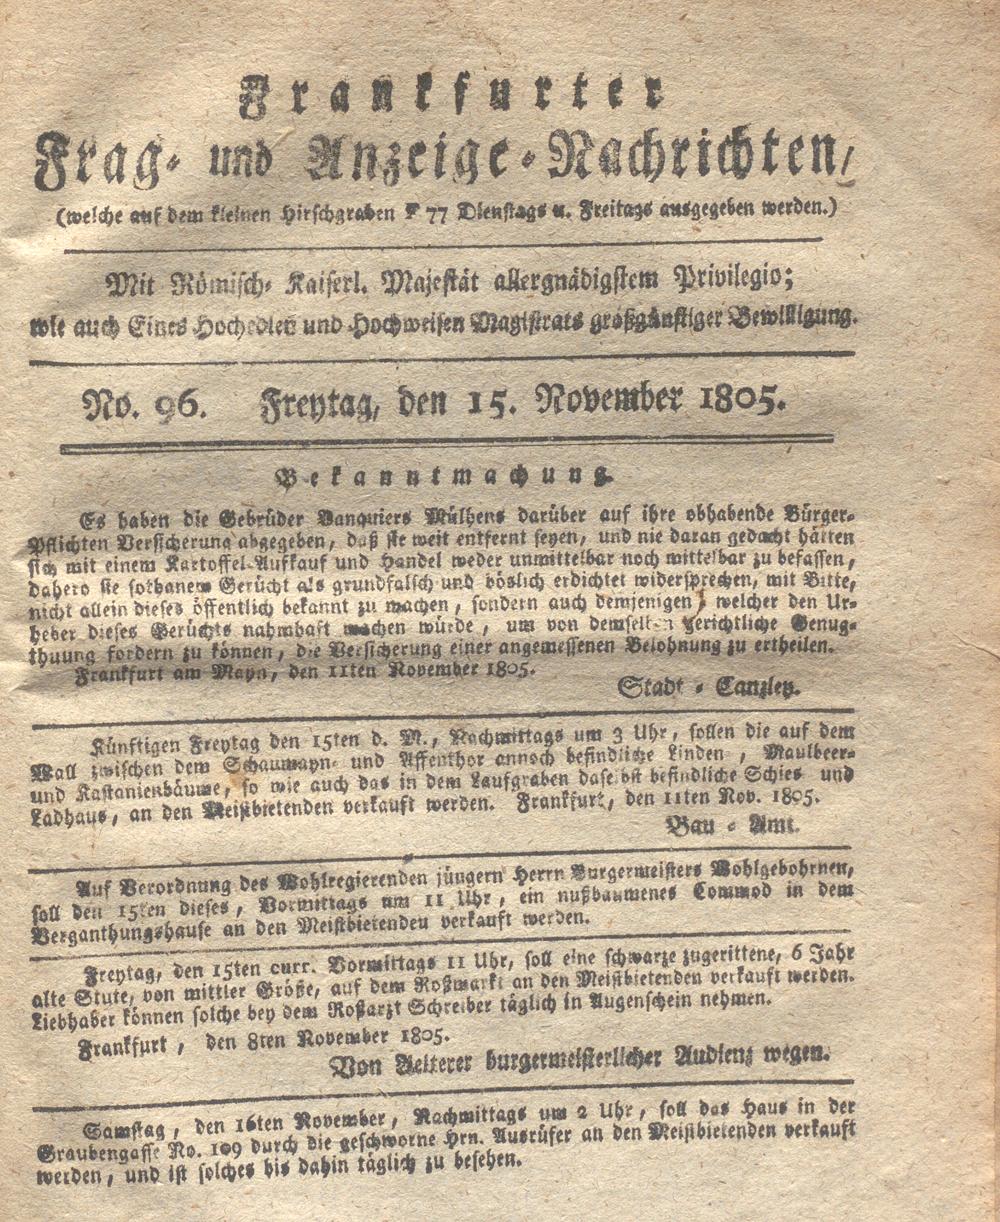 Frankfurter
Frag- und Anzeige-Nachrichten,
(welche auf dem kleinen Hirschgraben F 77 Dienstags u. Freitags ausgegeben werden.)
Mit Römisch- Kaiserl. Majestät allergnädigstem Privilegio;
wie auch Eines Hochedlen und Hochweisen Magistrats großgünstiger Bewilligung.
No. 96. Freytag, den 15. November 1805.
Bekanntmachung.
Es haben die Gebrüder Banquiers Mülhens darüber auf ihre obhabende Bürger-
Pflichten Versicherung abgegeben, daß sie weit entfernt seyen, und nie daran gedacht hätten
sich mit einem Kartoffel-Aufkauf und Handel weder unmittelbar noch mittelbar zu befassen,
dahero sie sothanem Gerücht als grundfalsch und böslich erdichtet widersprechen, mit Bitte,
nicht allein dieses öffentlich bekannt zu machen, sondern auch demjenigen, welcher den Ur-
heber dieses Gerüchts nahmhaft machen würde, um von demselben gerichtliche Genug-
thuung fordern zu können, die Versicherung einer angemessenen Belohnung zu ertheilen.
Frankfurt am Mayn, den 11ten November 1805.
Stadt-Canzley.
Künftigen Freytag den 15ten d. M., Nachmittags um 3 Uhr, sollen die auf dem
Wall zwischen dem Schaumayn- und Affenthor annoch befindliche Linden, Maulbeer-
und Kastanienbäume, so wie auch das in dem Laufgraben daselbst befindliche Schies und
Ladhaus, an den Meistbietenden verkauft werden. Frankfurt, den 11ten Nov. 1805.
Bau-Amt.
Auf Verordnung des Wohlregierenden jüngern Herrn Burgermeisters Wohlgebohrnen,
soll den 15ten dieses, Vormittags um 11 Uhr, ein nußbaumenes Commod in dem
Verganthungshause an den Meistbietenden verkauft werden.
Freytag, den 15ten curr. Vormittags 11 Uhr, soll eine schwarze zugerittene, 6 Jahr
alte Stute, von mittler Größe, auf dem Roßmarkt an den Meistbietenden verkauft werden.
Liebhaber können solche bey dem Roßarzt Schreiber täglich in Augenschein nehmen.
Frankfurt, den 8ten November 1805.
Von Aelterer burgermeisterlicher Audienz wegen.
Samstag, den 16ten November, Nachmittags um 2 Uhr, soll das Haus in der
Graubengasse No. 109 durch die geschworne Hrn. Ausrüfer an den Meistbietenden verkauft
werden, und ist solches bis dahin täglich zu besehen.